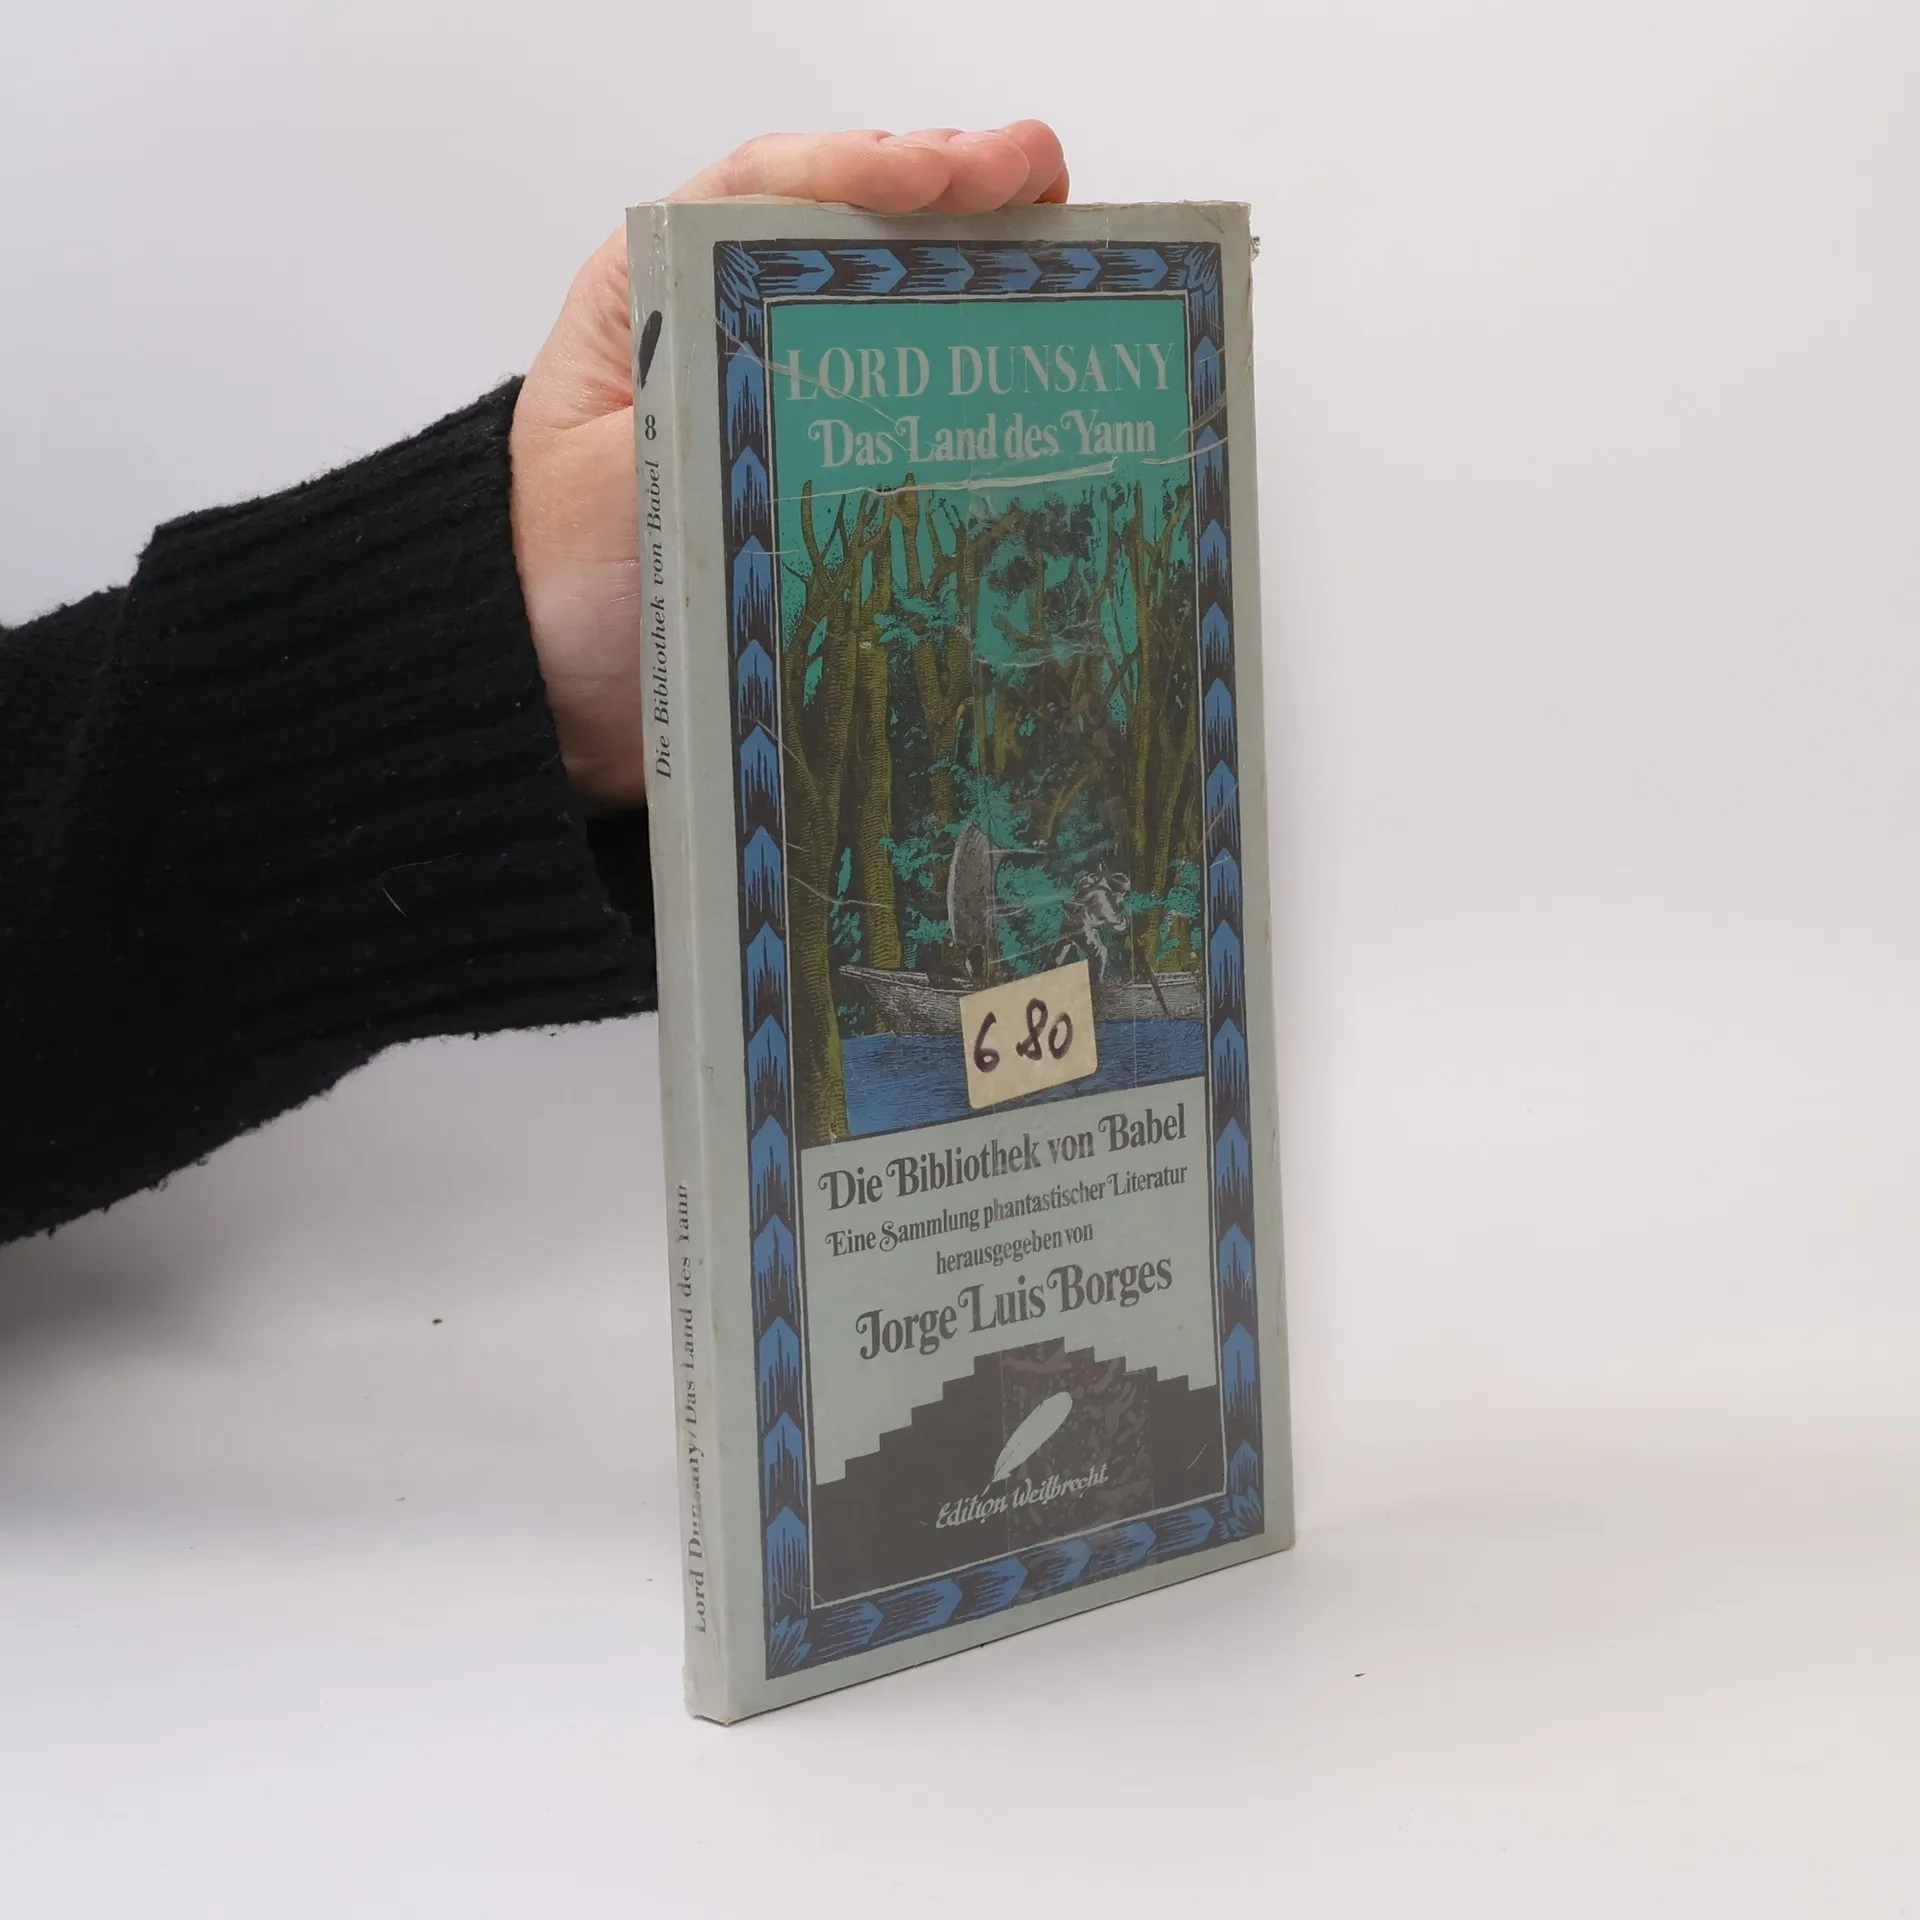 LORD DUNSANY
Das Land des Yann
6 80
Die Bibliothek von Babel
Eine Sammlung phantastischer Literatur
herausgegeben von
Jorge Luis Borges
Edition Weitbrecht
Lord Dunsany/Das Land des Yann
Die Bibliothek von Babel 8